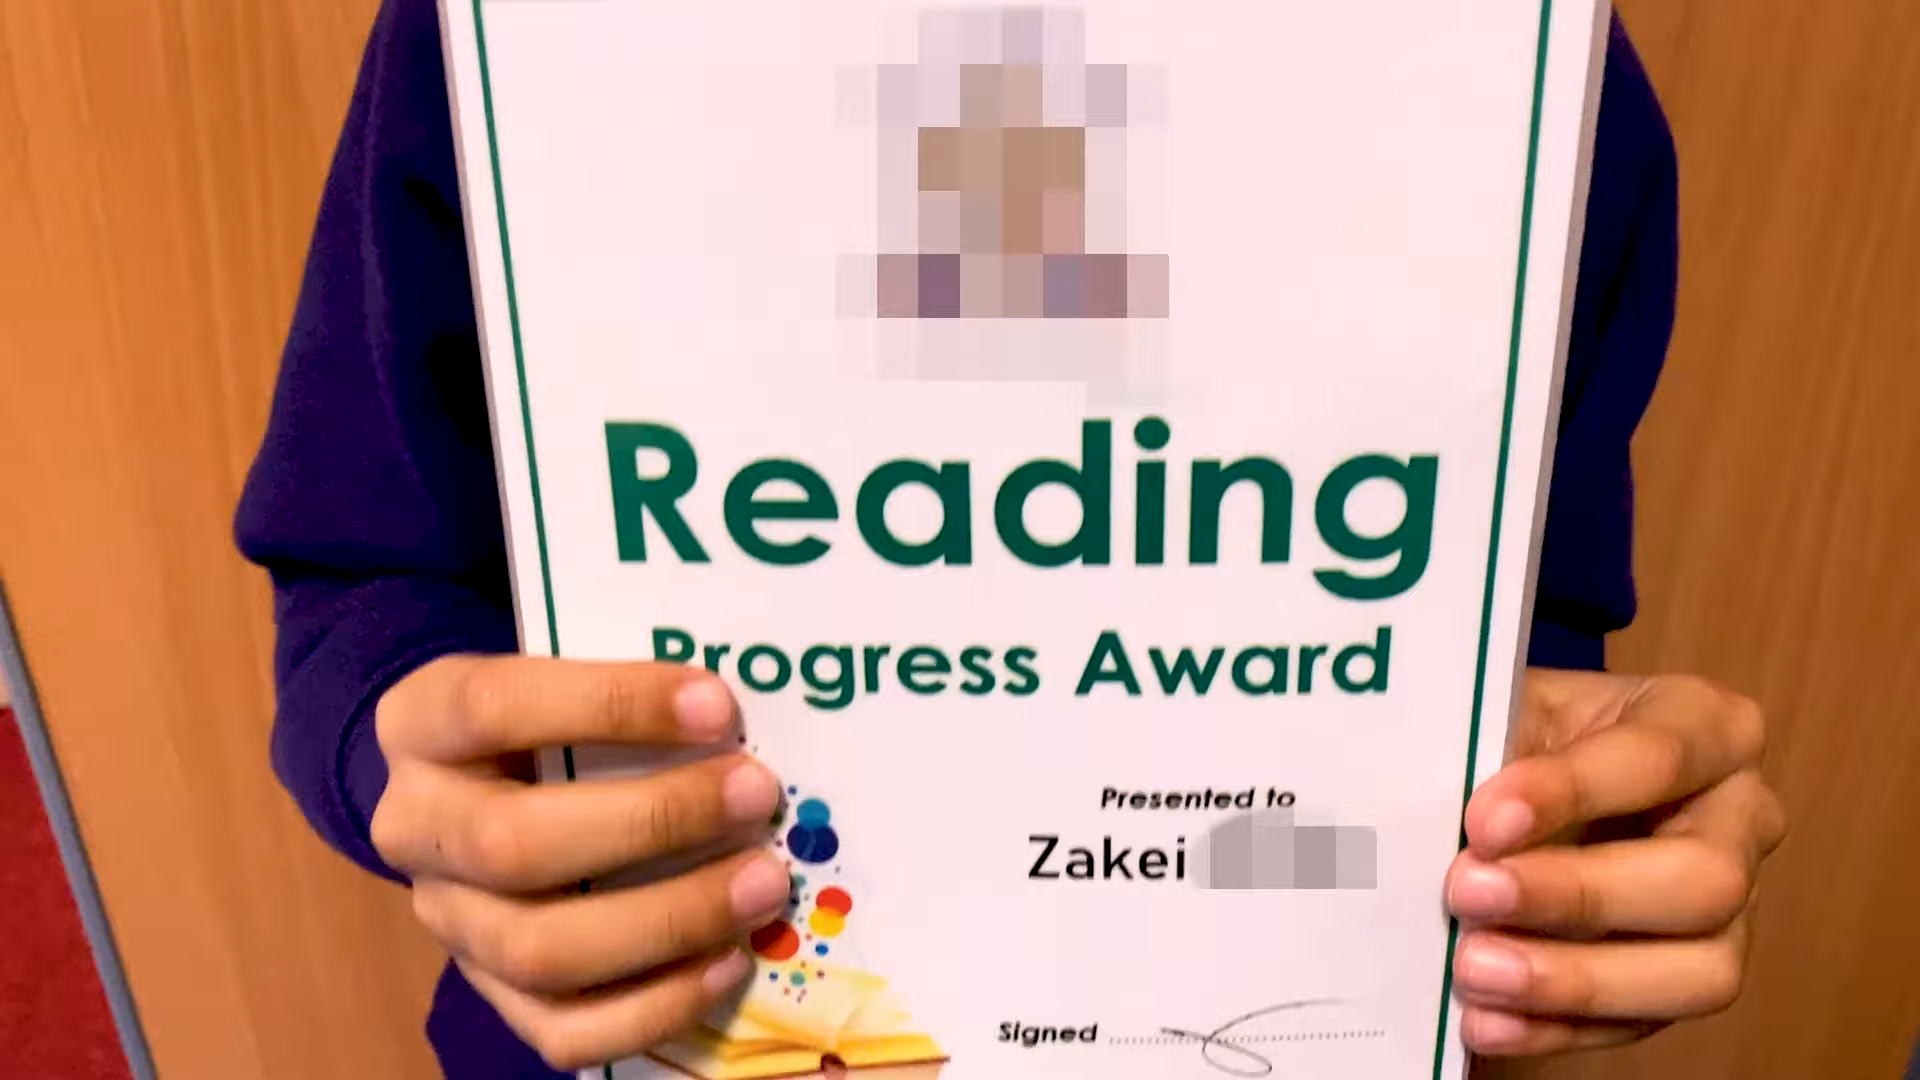 Reading
Progress Award
Presented to
Zakei
Signed